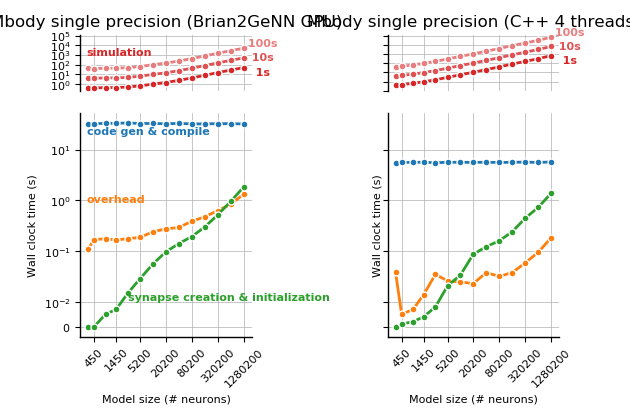 Mbody single precision (Brian2GeNN GPU)
Mbody single precision (C++ 4 threads
10⁵
10⁴
10³
10²
10¹
10⁰
simulation
100s
10s
1s
100s
10s
1s
Wall clock time (s)
10¹
10⁰
10⁻¹
10⁻²
0
code gen & compile
overhead
synapse creation & initialization
Wall clock time (s)
450
1450
5200
20200
80200
320200
1280200
450
1450
5200
20200
80200
320200
1280200
Model size (# neurons)
Model size (# neurons)